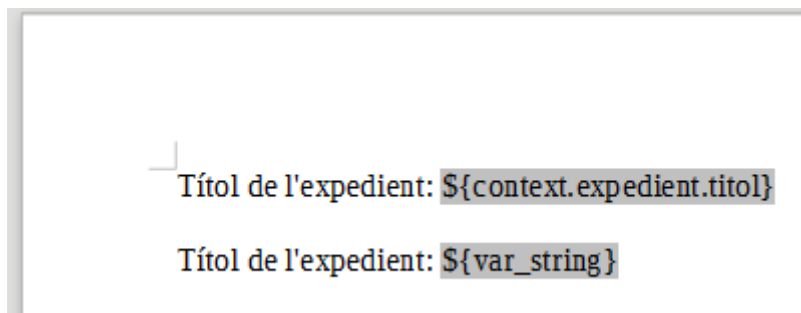 Títol de l'expedient: ${context.expedient.titol}
Títol de l'expedient: ${var_string}